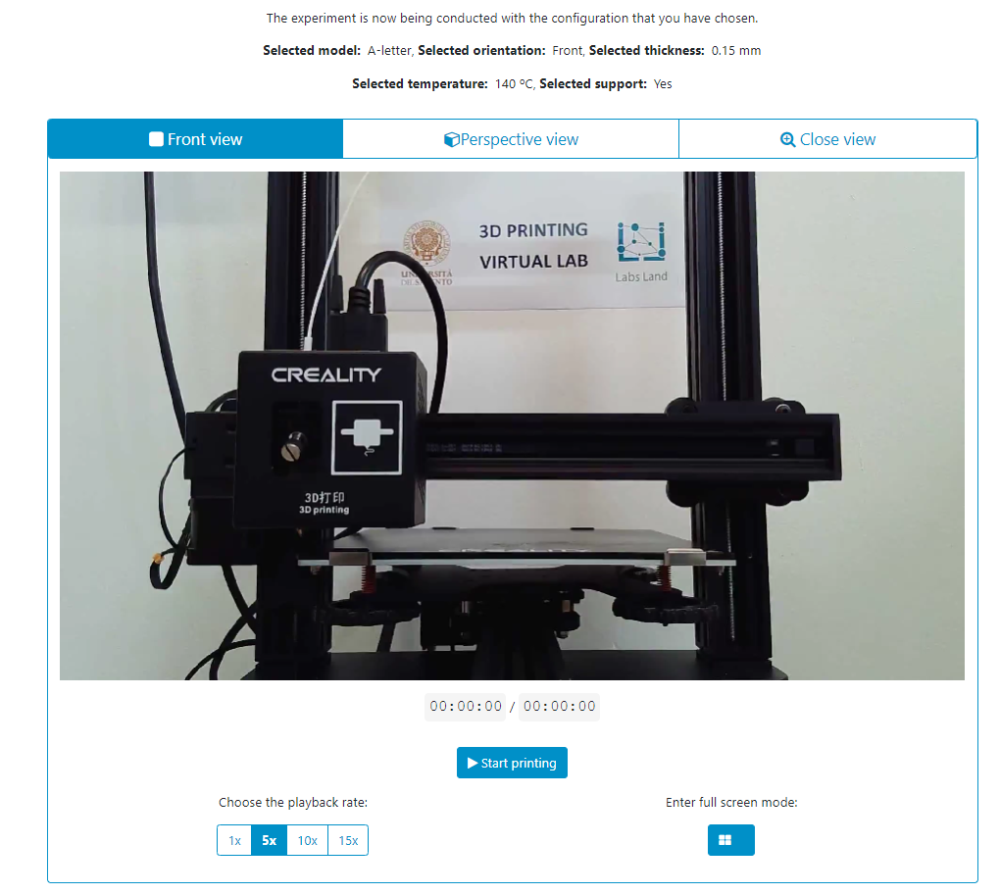 The experiment is now being conducted with the configuration that you have chosen.
Selected model: A-letter, Selected orientation: Front, Selected thickness: 0.15 mm
Selected temperature: 140 ºC, Selected support: Yes
Front view
Perspective view
Close view
3D PRINTING
VIRTUAL LAB
Labs Land
CREALITY
3D打印
3D printing
00:00:00 / 00:00:00
Start printing
Choose the playback rate:
Enter full screen mode:
1x 5x 10x 15x